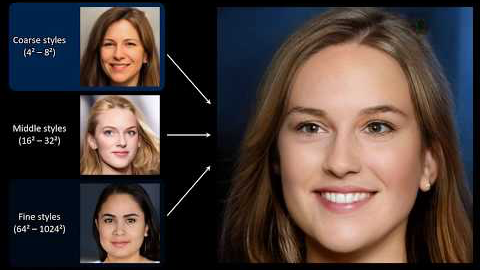 Coarse styles
(4² – 8²)
Middle styles
(16² – 32²)
Fine styles
(64² – 1024²)